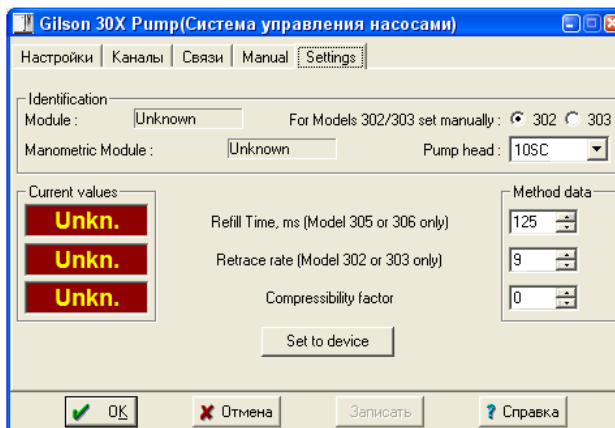 Gilson 30X Pump(Система управления насосами)
Настройки Каналы Связи Manual Settings
Identification
Module : Unknown For Models 302/303 set manually : 302 303
Manometric Module : Unknown Pump head : 10SC
Current values Method data
Unkn. Refill Time, ms (Model 305 or 306 only) 125
Unkn. Retrace rate (Model 302 or 303 only) 9
Unkn. Compressibility factor 0
Set to device
OK Отмена Записать Справка